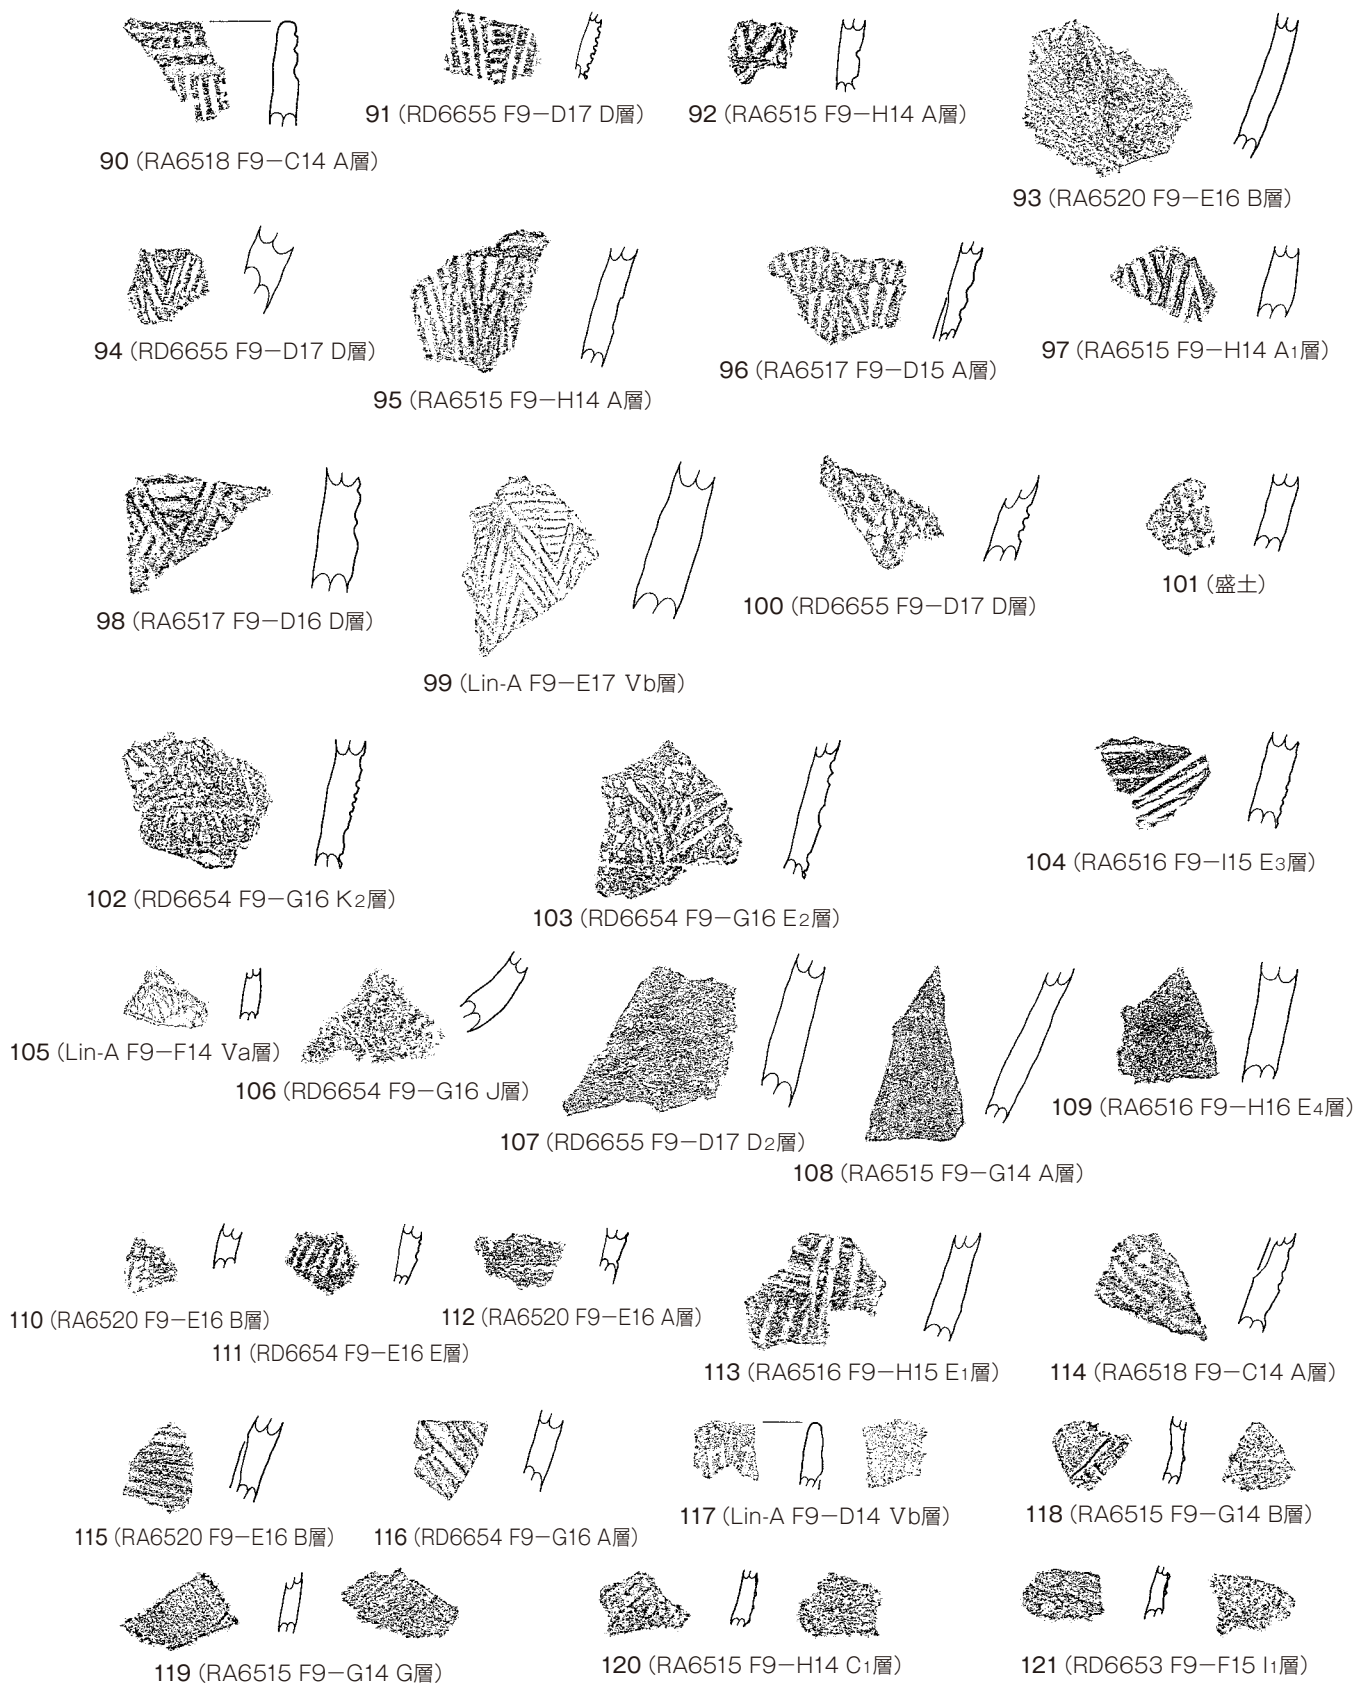 90 (RA6518 F9−C14 A層)
91 (RD6655 F9−D17 D層)
92 (RA6515 F9−H14 A層)
93 (RA6520 F9−E16 B層)
94 (RD6655 F9−D17 D層)
95 (RA6515 F9−H14 A層)
96 (RA6517 F9−D15 A層)
97 (RA6515 F9−H14 A1層)
98 (RA6517 F9−D16 D層)
99 (Lin-A F9−E17 Vb層)
100 (RD6655 F9−D17 D層)
101 (盛土)
102 (RD6654 F9−G16 K2層)
103 (RD6654 F9−G16 E2層)
104 (RA6516 F9−I15 E3層)
105 (Lin-A F9−F14 Va層)
106 (RD6654 F9−G16 J層)
107 (RD6655 F9−D17 D2層)
108 (RA6515 F9−G14 A層)
109 (RA6516 F9−H16 E4層)
110 (RA6520 F9−E16 B層)
111 (RD6654 F9−E16 E層)
112 (RA6520 F9−E16 A層)
113 (RA6516 F9−H15 E1層)
114 (RA6518 F9−C14 A層)
115 (RA6520 F9−E16 B層)
116 (RD6654 F9−G16 A層)
117 (Lin-A F9−D14 Vb層)
118 (RA6515 F9−G14 B層)
119 (RA6515 F9−G14 G層)
120 (RA6515 F9−H14 C1層)
121 (RD6653 F9−F15 I1層)